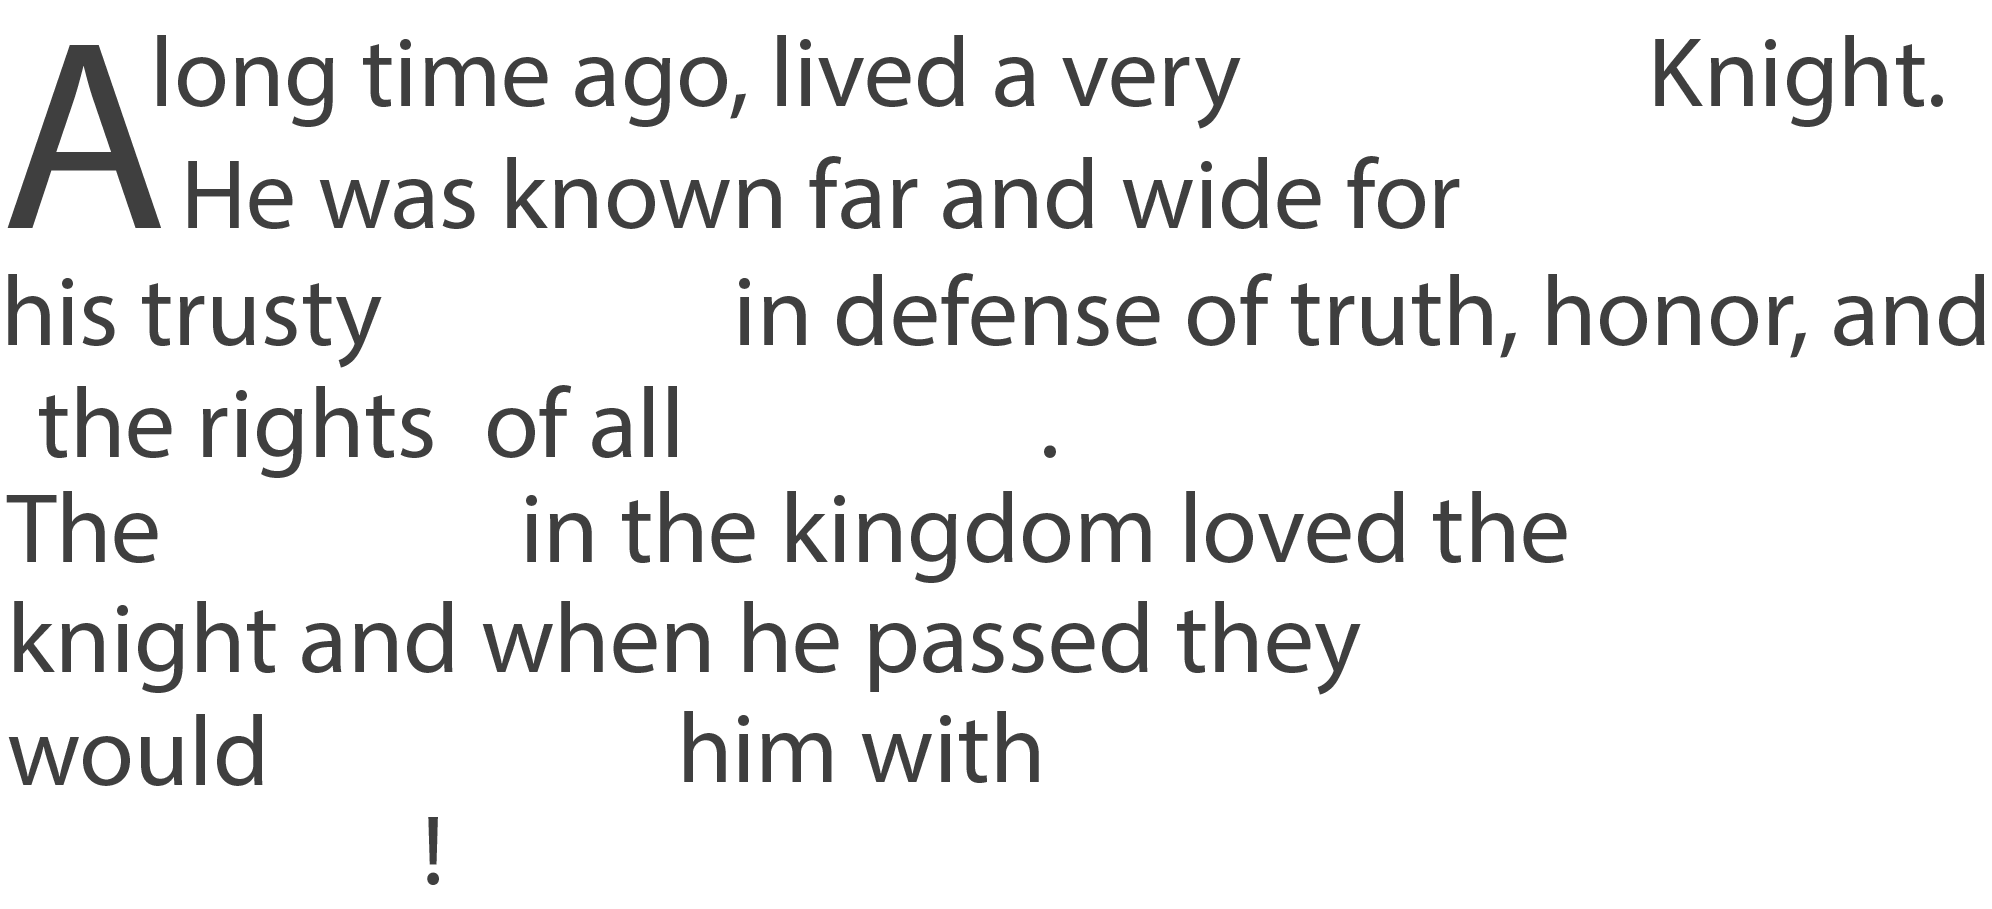 A long time ago, lived a very Knight.
He was known far and wide for
his trusty in defense of truth, honor, and
the rights of all .
The in the kingdom loved the
knight and when he passed they
would him with
!